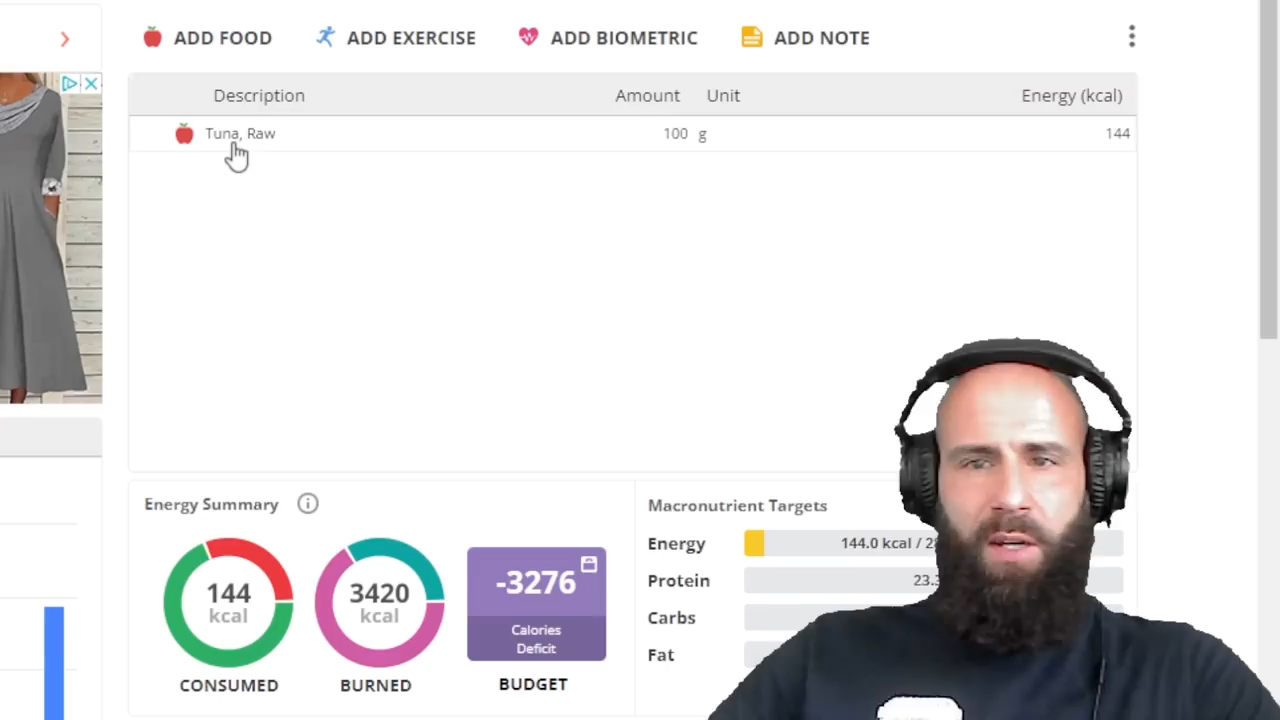 ADD FOOD ADD EXERCISE ADD BIOMETRIC ADD NOTE
Description Amount Unit Energy (kcal)
Tuna, Raw 100 g 144
Energy Summary
144
kcal
CONSUMED
3420
kcal
BURNED
-3276
Calories
Deficit
BUDGET
Macronutrient Targets
Energy 144.0 kcal /
Protein 23.3
Carbs
Fat